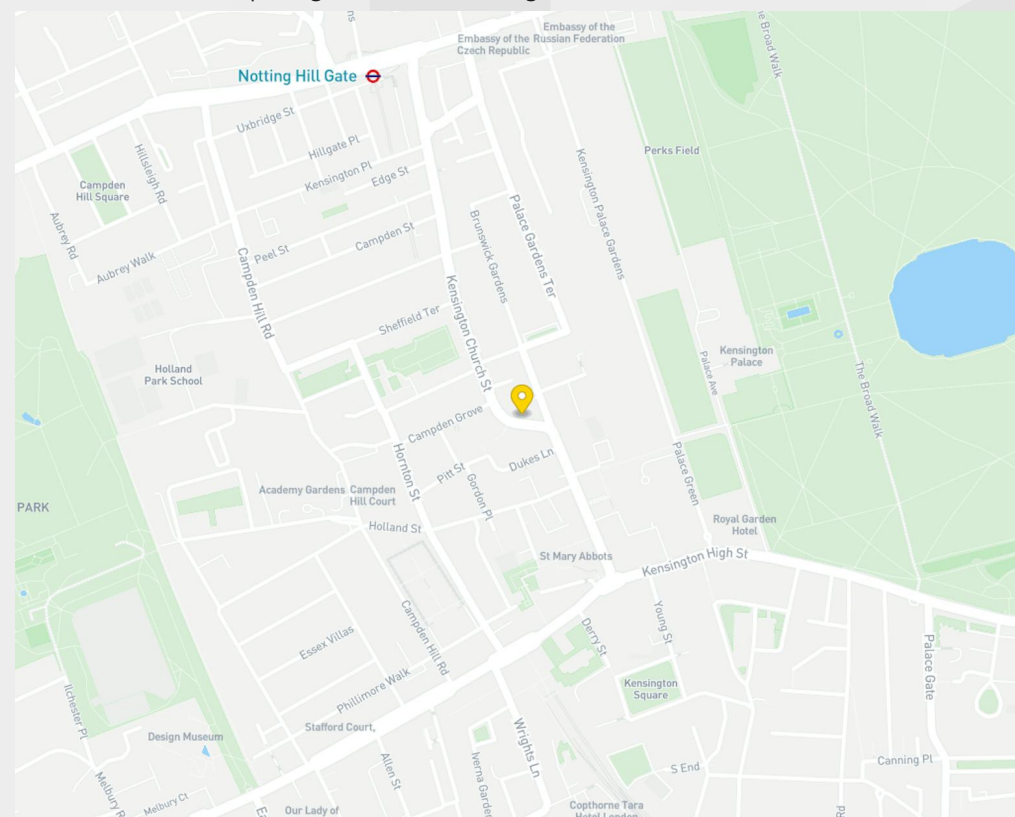 Embassy of the
Russian Federation
Embassy of the
Czech Republic
The Broad Walk
Notting Hill Gate
Uxbridge St
Hillgate Pl
Kensington Pl
Edge St
Hillsleigh Rd
Campden
Hill Square
Perks Field
Kensington Palace Gardens
Palace Gardens Ter
Brunswick Gardens
Aubrey Rd
Aubrey Walk
Peel St
Campden St
Campden Hill Rd
Kensington Church St
Sheffield Ter
Holland
Park School
Kensington
Palace
Palace Ave
The Broad Walk
Campden Grove
Hornton St
Pitt St
Gordon Pl
Dukes Ln
Palace Green
Academy Gardens
Campden
Hill Court
PARK
Holland St
Royal Garden
Hotel
St Mary Abbots
Kensington High St
Campden Hill Rd
Essex Villas
Phillimore Walk
Derry St
Young St
Palace Gate
Kensington
Square
Ilchester Pl
Design Museum
Stafford Court,
Wrights Ln
Allen St
S End
Canning Pl
Melbury Ct
Our Lady of
Copthorne Tara
Hotel London